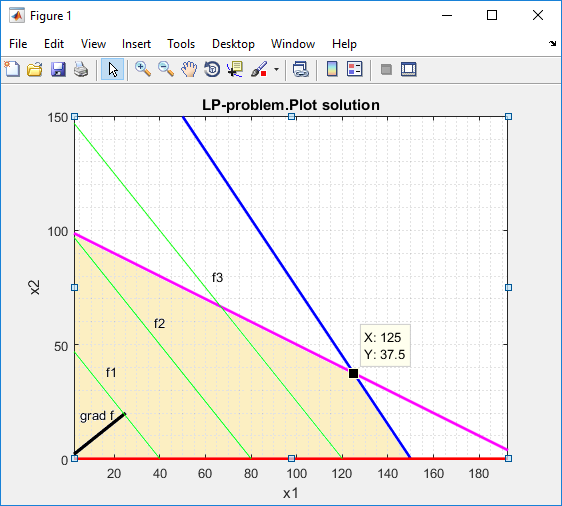 Figure 1
File Edit View Insert Tools Desktop Window Help
LP-problem.Plot solution
150
100
50
0
x2
f3
f2
f1
grad f
X: 125
Y: 37.5
20 40 60 80 100 120 140 160 180
x1